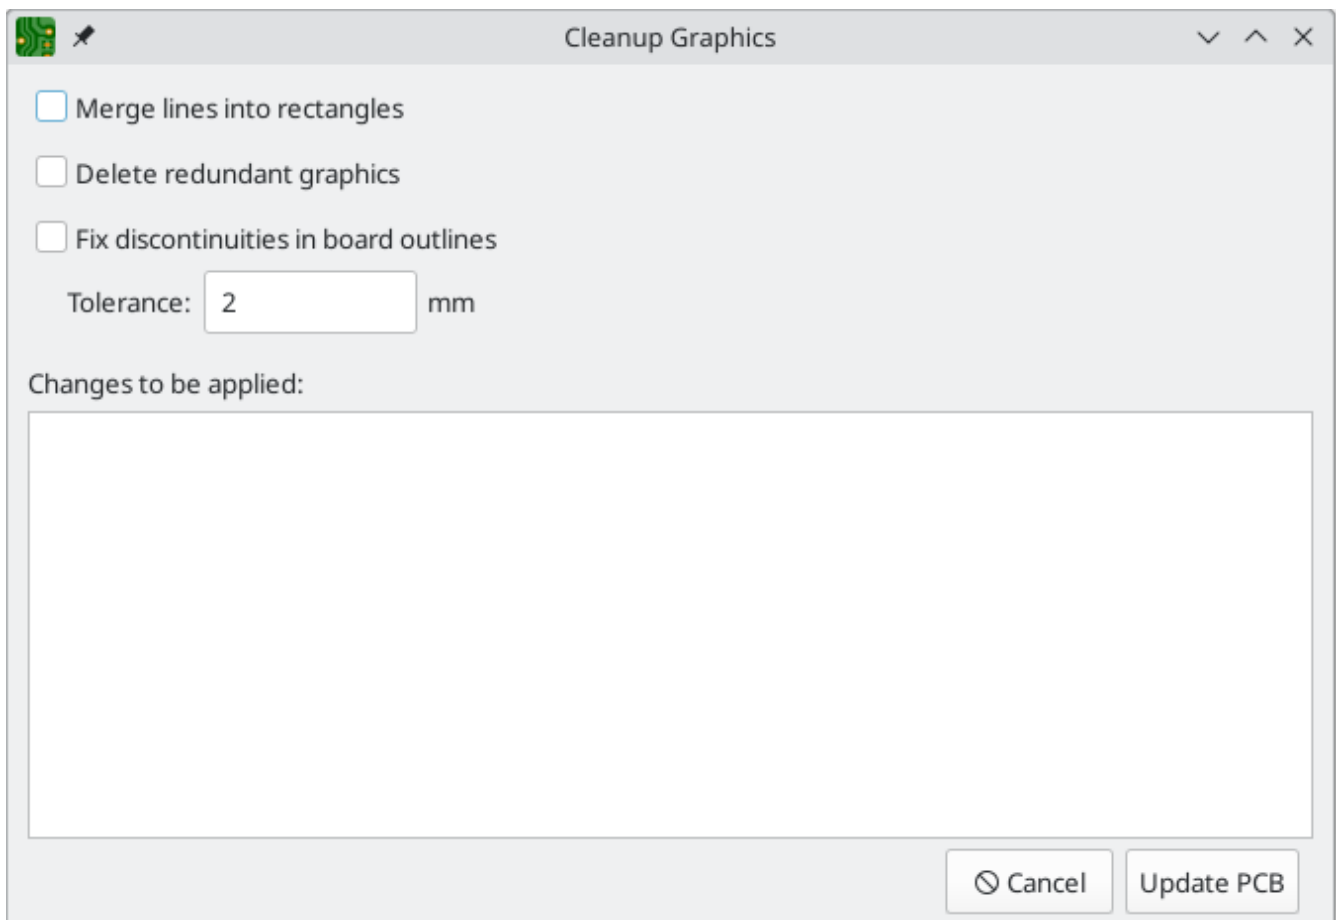 Cleanup Graphics
Merge lines into rectangles
Delete redundant graphics
Fix discontinuities in board outlines
Tolerance: 2 mm
Changes to be applied:
Cancel Update PCB